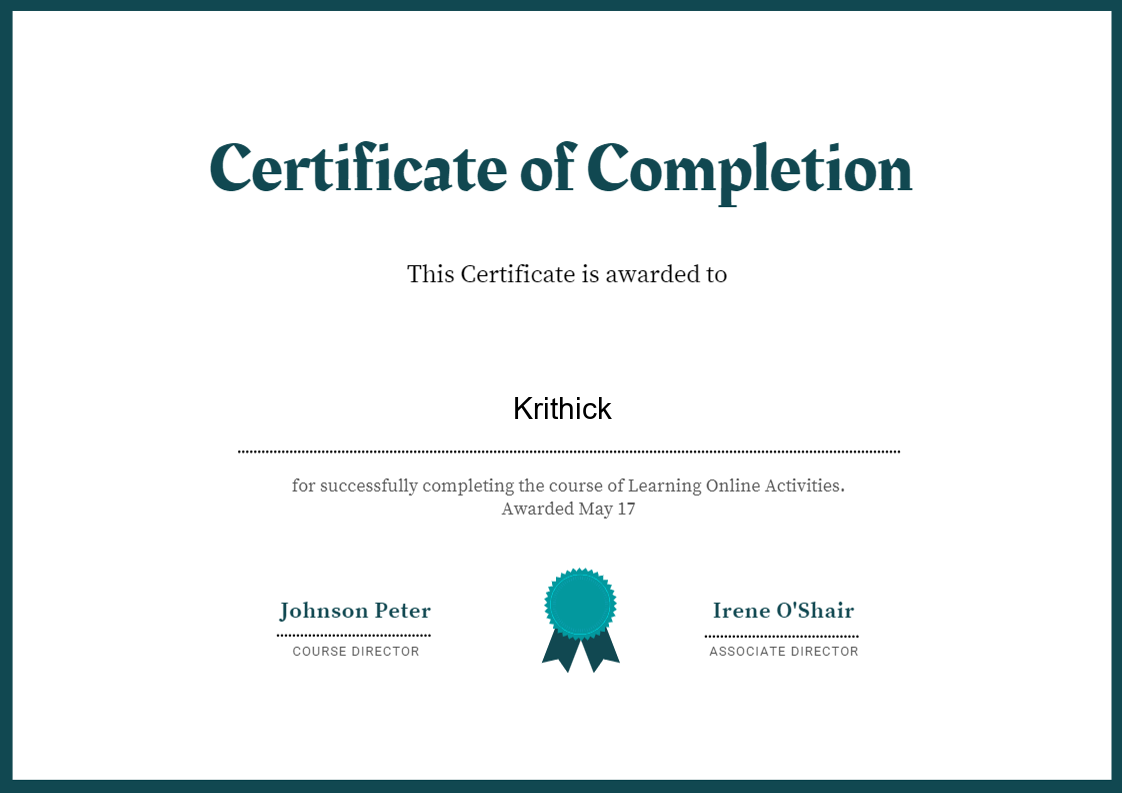 Certificate of Completion
This Certificate is awarded to
Krithick
for successfully completing the course of Learning Online Activities.
Awarded May 17
Johnson Peter
COURSE DIRECTOR
Irene O'Shair
ASSOCIATE DIRECTOR